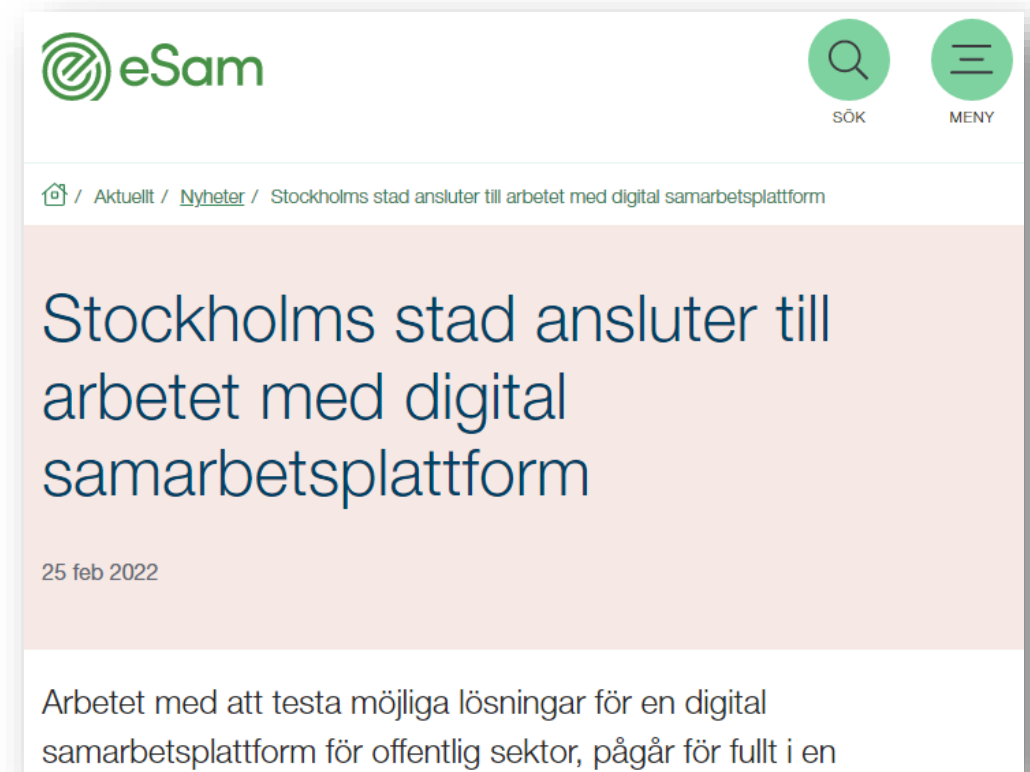 eSam
SÖK
MENY
/ Aktuellt / Nyheter / Stockholms stad ansluter till arbetet med digital samarbetsplattform
Stockholms stad ansluter till
arbetet med digital
samarbetsplattform
25 feb 2022
Arbetet med att testa möjliga lösningar för en digital
samarbetsplattform för offentlig sektor, pågår för fullt i en